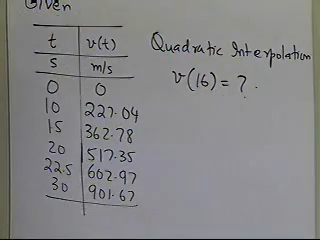 Given
t v(t)
s m/s
0 0
10 227.04
15 362.78
20 517.35
22.5 602.97
30 901.67
Quadratic Interpolation
v(16) = ?.